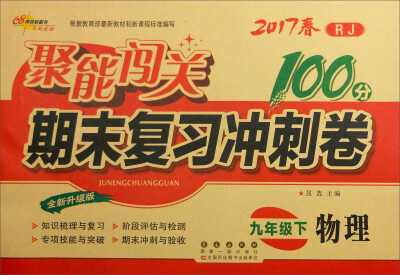 68
根据教育部最新教材和新课程标准编写
2017春 RJ
聚能闯关 100分
期末复习冲刺卷
JUNENGCHUANGGUAN
全新升级版
知识梳理与复习 阶段评估与检测
专项技能与突破 期末冲刺与验收
主编
九年级下 物理